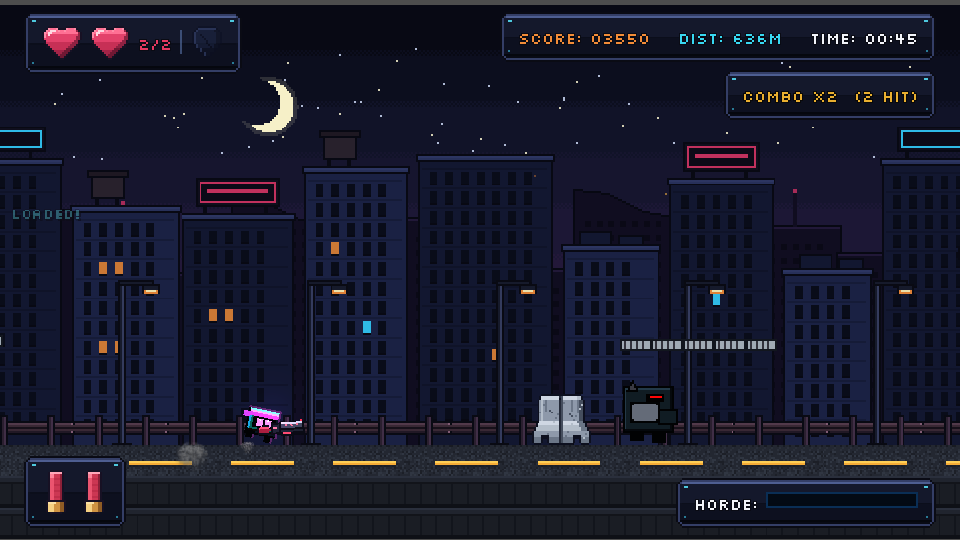 2/2
SCORE: 03550 DIST: 636M TIME: 00:45
COMBO X2 (2 HIT)
LOADED!
HORDE: